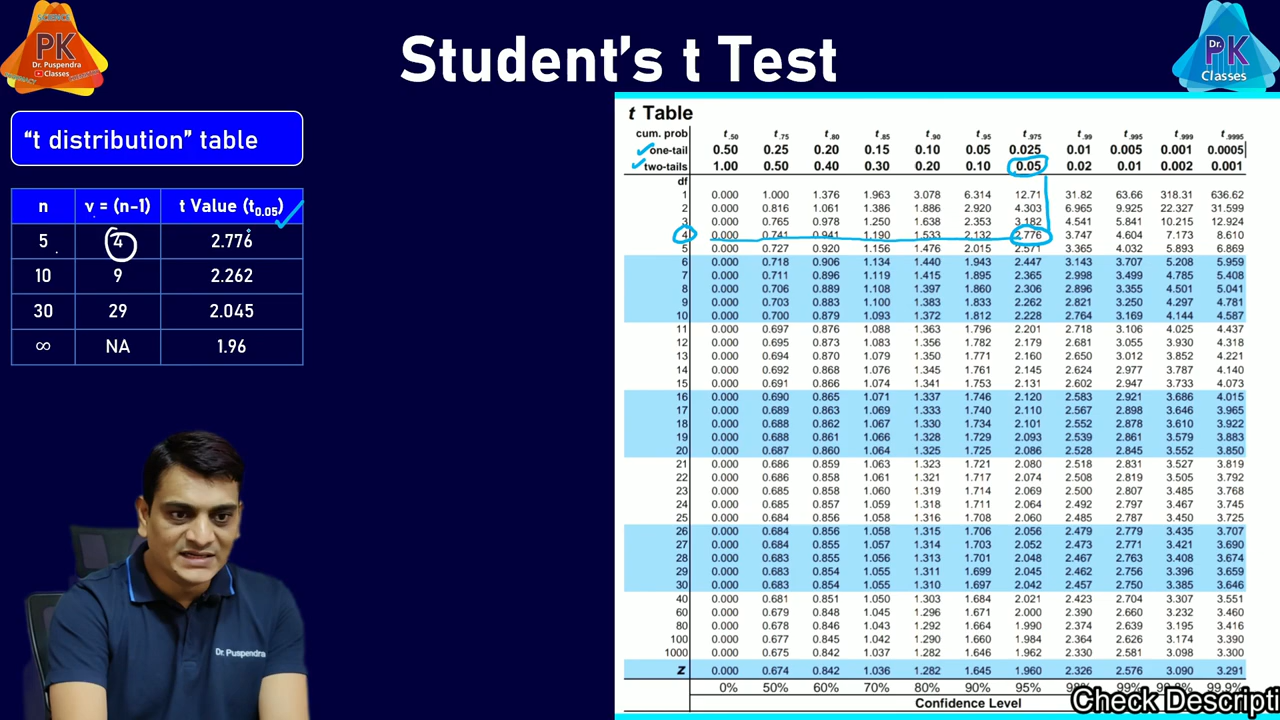 SCIENCE
PK
Dr. Puspendra
Classes
Student's t Test
Dr.
PK
Classes
"t distribution" table
n v = (n-1) t Value (t0.05)
5 4 2.776
10 9 2.262
30 29 2.045
∞ NA 1.96
t Table
cum. prob t .50 t .75 t .80 t .85 t .90 t .95 t .975 t .99 t .995 t .999 t .9995
one-tail 0.50 0.25 0.20 0.15 0.10 0.05 0.025 0.01 0.005 0.001 0.0005
two-tails 1.00 0.50 0.40 0.30 0.20 0.10 0.05 0.02 0.01 0.002 0.001
df
1 0.000 1.000 1.376 1.963 3.078 6.314 12.71 31.82 63.66 318.31 636.62
2 0.000 0.816 1.061 1.386 1.886 2.920 4.303 6.965 9.925 22.327 31.599
3 0.000 0.765 0.978 1.250 1.638 2.353 3.182 4.541 5.841 10.215 12.924
4 0.000 0.741 0.941 1.190 1.533 2.132 2.776 3.747 4.604 7.173 8.610
5 0.000 0.727 0.920 1.156 1.476 2.015 2.571 3.365 4.032 5.893 6.869
6 0.000 0.718 0.906 1.134 1.440 1.943 2.447 3.143 3.707 5.208 5.959
7 0.000 0.711 0.896 1.119 1.415 1.895 2.365 2.998 3.499 4.785 5.408
8 0.000 0.706 0.889 1.108 1.397 1.860 2.306 2.896 3.355 4.501 5.041
9 0.000 0.703 0.883 1.100 1.383 1.833 2.262 2.821 3.250 4.297 4.781
10 0.000 0.700 0.879 1.093 1.372 1.812 2.228 2.764 3.169 4.144 4.587
11 0.000 0.697 0.876 1.088 1.363 1.796 2.201 2.718 3.106 4.025 4.437
12 0.000 0.695 0.873 1.083 1.356 1.782 2.179 2.681 3.055 3.930 4.318
13 0.000 0.694 0.870 1.079 1.350 1.771 2.160 2.650 3.012 3.852 4.221
14 0.000 0.692 0.868 1.076 1.345 1.761 2.145 2.624 2.977 3.787 4.140
15 0.000 0.691 0.866 1.074 1.341 1.753 2.131 2.602 2.947 3.733 4.073
16 0.000 0.690 0.865 1.071 1.337 1.746 2.120 2.583 2.921 3.686 4.015
17 0.000 0.689 0.863 1.069 1.333 1.740 2.110 2.567 2.898 3.646 3.965
18 0.000 0.688 0.862 1.067 1.330 1.734 2.101 2.552 2.878 3.610 3.922
19 0.000 0.688 0.861 1.066 1.328 1.729 2.093 2.539 2.861 3.579 3.883
20 0.000 0.687 0.860 1.064 1.325 1.725 2.086 2.528 2.845 3.552 3.850
21 0.000 0.686 0.859 1.063 1.323 1.721 2.080 2.518 2.831 3.527 3.819
22 0.000 0.686 0.858 1.061 1.321 1.717 2.074 2.508 2.819 3.505 3.792
23 0.000 0.685 0.858 1.060 1.319 1.714 2.069 2.500 2.807 3.485 3.768
24 0.000 0.685 0.857 1.059 1.318 1.711 2.064 2.492 2.797 3.467 3.745
25 0.000 0.684 0.856 1.058 1.316 1.708 2.060 2.485 2.787 3.450 3.725
26 0.000 0.684 0.856 1.058 1.315 1.706 2.056 2.479 2.779 3.435 3.707
27 0.000 0.684 0.855 1.057 1.314 1.703 2.052 2.473 2.771 3.421 3.690
28 0.000 0.683 0.855 1.056 1.313 1.701 2.048 2.467 2.763 3.408 3.674
29 0.000 0.683 0.854 1.055 1.311 1.699 2.045 2.462 2.756 3.396 3.659
30 0.000 0.683 0.854 1.055 1.310 1.697 2.042 2.457 2.750 3.385 3.646
40 0.000 0.681 0.851 1.050 1.303 1.684 2.021 2.423 2.704 3.307 3.551
60 0.000 0.679 0.848 1.045 1.296 1.671 2.000 2.390 2.660 3.232 3.460
80 0.000 0.678 0.846 1.043 1.292 1.664 1.990 2.374 2.639 3.195 3.416
100 0.000 0.677 0.845 1.042 1.290 1.660 1.984 2.364 2.626 3.174 3.390
1000 0.000 0.675 0.842 1.037 1.282 1.646 1.962 2.330 2.581 3.098 3.300
Z 0.000 0.674 0.842 1.036 1.282 1.645 1.960 2.326 2.576 3.090 3.291
0% 50% 60% 70% 80% 90% 95% 98% 99% 99.8% 99.9%
Confidence Level
Check Descripti
Dr. Puspendra